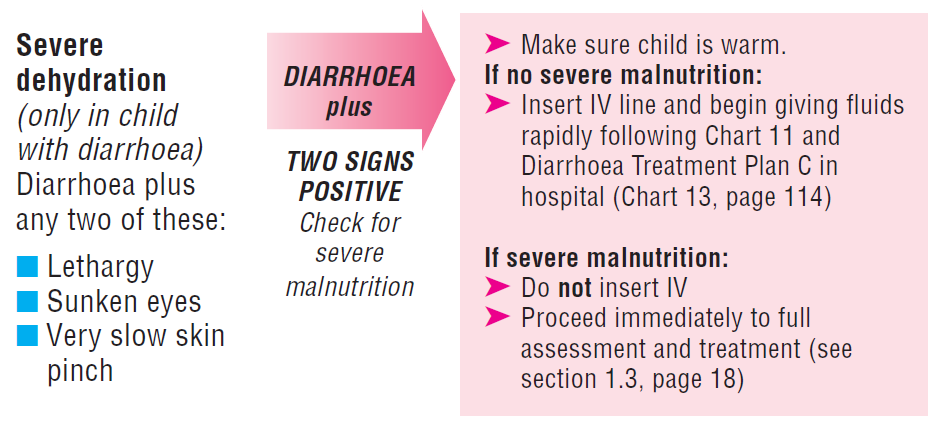 Severe
dehydration
(only in child
with diarrhoea)
Diarrhoea plus
any two of these:
Lethargy
Sunken eyes
Very slow skin
pinch
DIARRHOEA
plus
TWO SIGNS
POSITIVE
Check for
severe
malnutrition
Make sure child is warm.
If no severe malnutrition:
Insert IV line and begin giving fluids
rapidly following Chart 11 and
Diarrhoea Treatment Plan C in
hospital (Chart 13, page 114)
If severe malnutrition:
Do not insert IV
Proceed immediately to full
assessment and treatment (see
section 1.3, page 18)